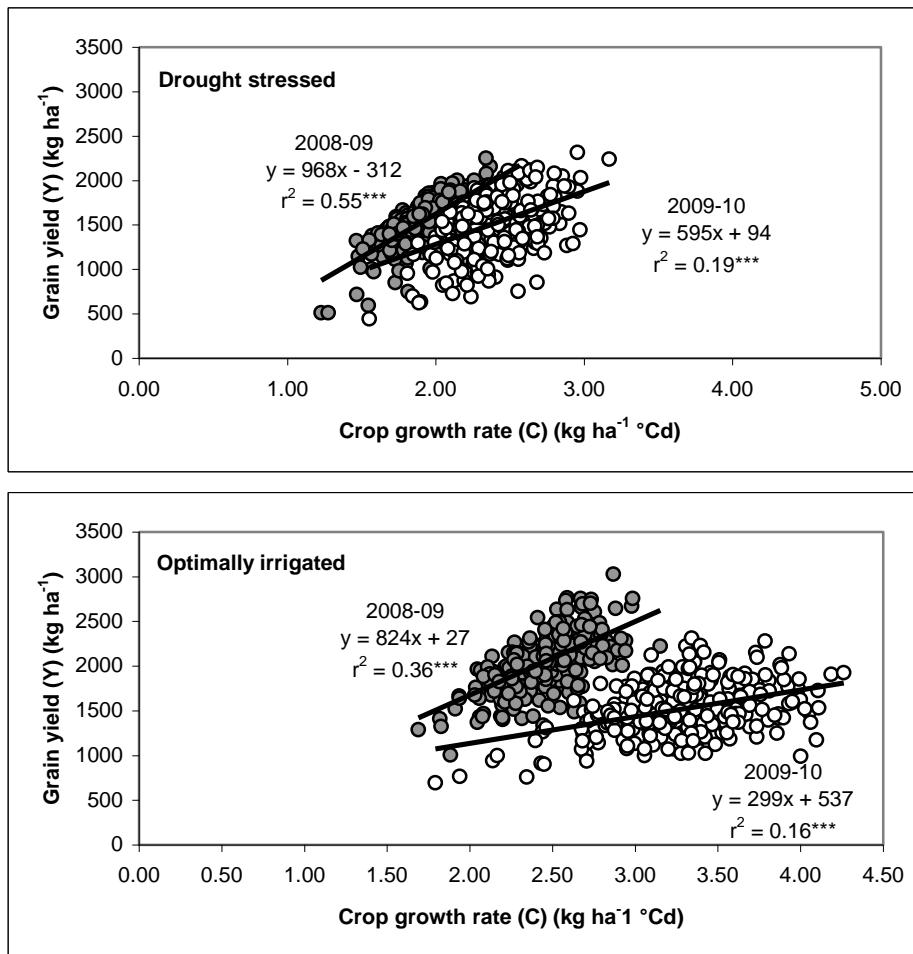 3500
3000
2500
2000
1500
1000
500
0
Grain yield (Y) (kg ha⁻¹)
Drought stressed
2008-09
y = 968x - 312
r² = 0.55***
2009-10
y = 595x + 94
r² = 0.19***
0.00 1.00 2.00 3.00 4.00 5.00
Crop growth rate (C) (kg ha⁻¹ °Cd)
3500
3000
2500
2000
1500
1000
500
0
Grain yield (Y) (kg ha⁻¹)
Optimally irrigated
2008-09
y = 824x + 27
r² = 0.36***
2009-10
y = 299x + 537
r² = 0.16***
0.00 0.50 1.00 1.50 2.00 2.50 3.00 3.50 4.00 4.50
Crop growth rate (C) (kg ha⁻1 °Cd)